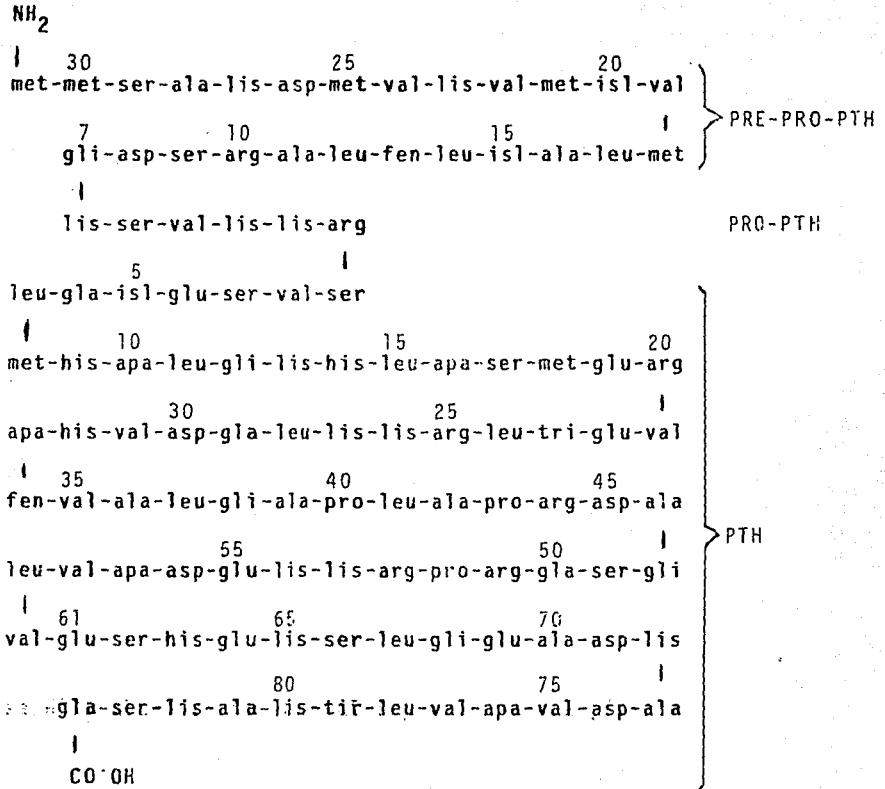 NH2
30 25 20
met-met-ser-ala-lis-asp-met-val-lis-val-met-isl-val
PRE-PRO-PTH
7 10 15
gli-asp-ser-arg-ala-leu-fen-leu-isl-ala-leu-met
lis-ser-val-lis-lis-arg PRO-PTH
5
leu-gla-isl-glu-ser-val-ser
10 15 20
met-his-apa-leu-gli-lis-his-leu-apa-ser-met-glu-arg
30 25
apa-his-val-asp-gla-leu-lis-lis-arg-leu-tri-glu-val
35 40 45
fen-val-ala-leu-gli-ala-pro-leu-ala-pro-arg-asp-ala
PTH
55 50
leu-val-apa-asp-glu-lis-lis-arg-pro-arg-gla-ser-gli
61 65 70
val-glu-ser-his-glu-lis-ser-leu-gli-glu-ala-asp-lis
80 75
gla-ser-lis-ala-lis-tir-leu-val-apa-val-asp-ala
CO OH